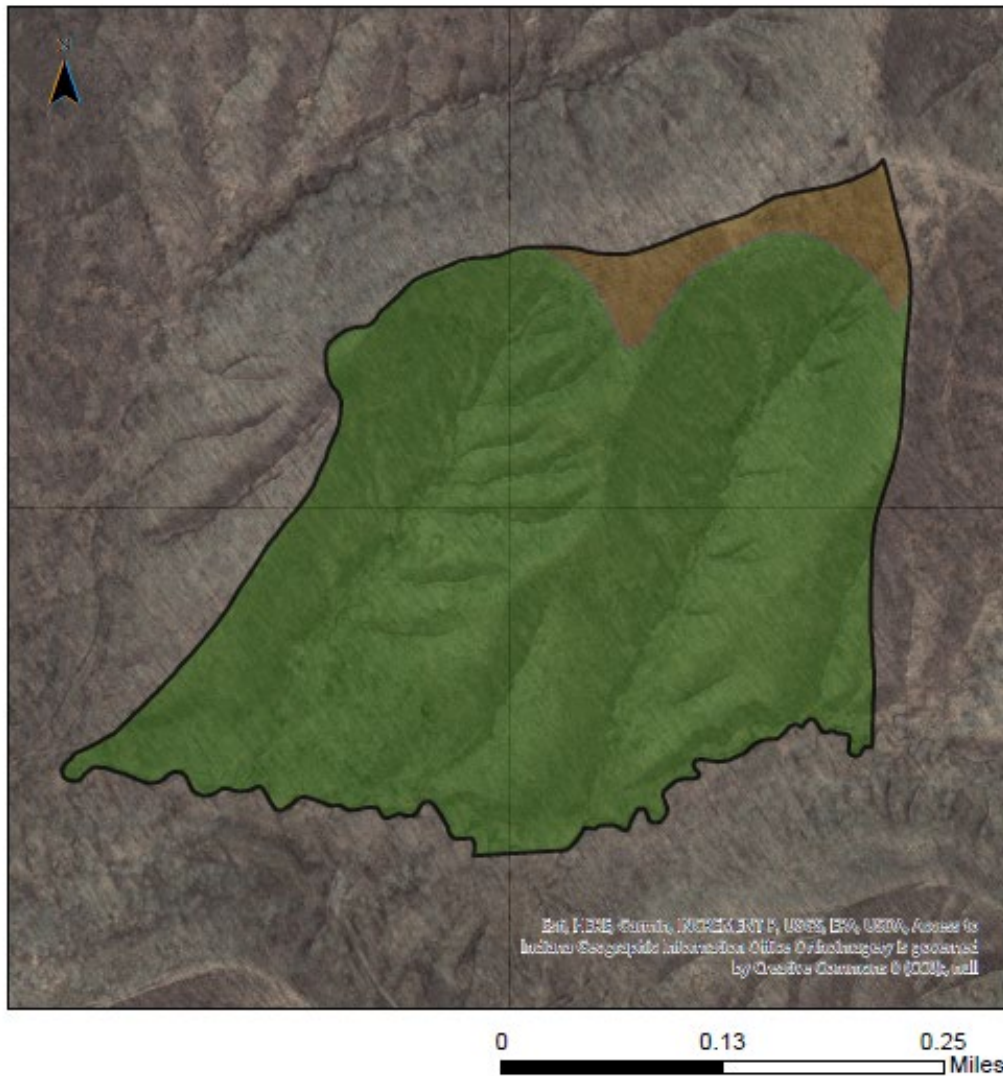 N
Esri, HERE, Garmin, INCREMENT P, USGS, EPA, USDA, Access to
Indiana Geographic Information Office Orthoimagery is governed
by Creative Commons 0 (CC0);, null
0 0.13 0.25
Miles